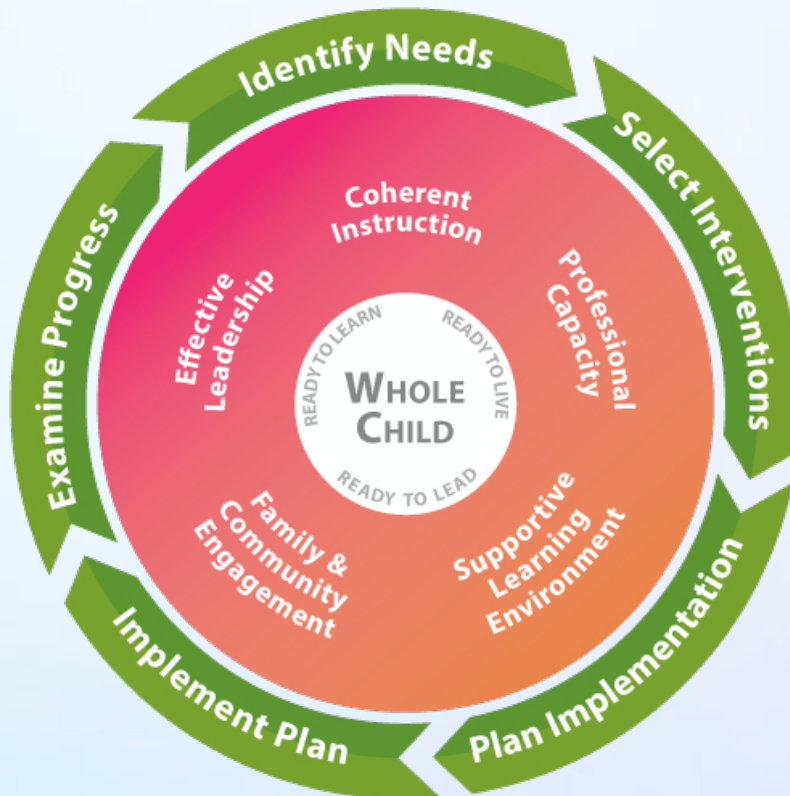 Identify Needs
Select Interventions
Plan Implementation
Implement Plan
Examine Progress
Coherent
Instruction
Professional
Capacity
Supportive
Learning
Environment
Family &
Community
Engagement
Effective
Leadership
READY TO LEARN
READY TO LIVE
READY TO LEAD
WHOLE
CHILD